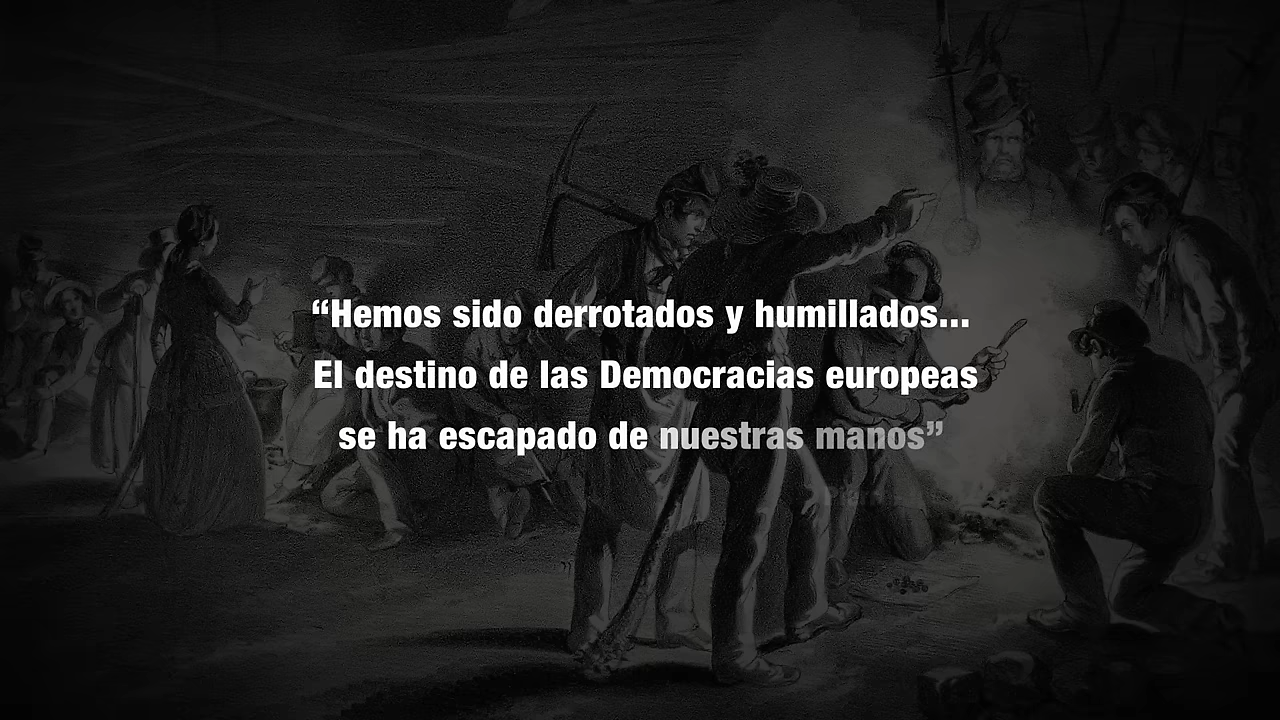 “Hemos sido derrotados y humillados...
El destino de las Democracias europeas
se ha escapado de nuestras manos”